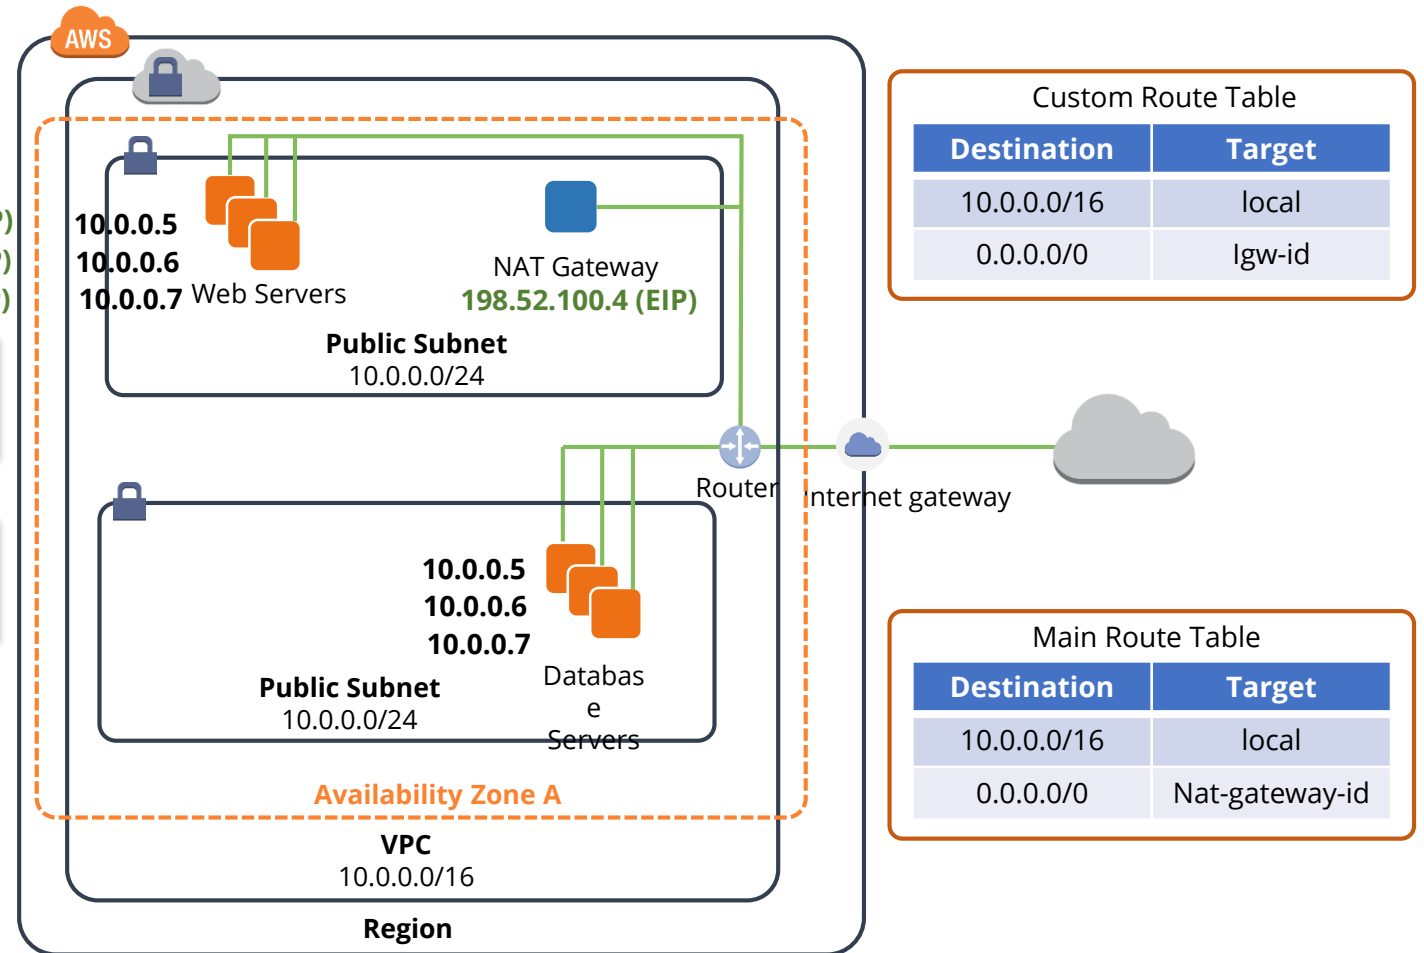 AWS
Custom Route Table
Destination Target
10.0.0.0/16 local
0.0.0.0/0 Igw-id
P)
P)
)
10.0.0.5
10.0.0.6
10.0.0.7
Web Servers
NAT Gateway
198.52.100.4 (EIP)
Public Subnet
10.0.0.0/24
Router
nternet gateway
10.0.0.5
10.0.0.6
10.0.0.7
Databas
e
Servers
Public Subnet
10.0.0.0/24
Main Route Table
Destination Target
10.0.0.0/16 local
0.0.0.0/0 Nat-gateway-id
Availability Zone A
VPC
10.0.0.0/16
Region